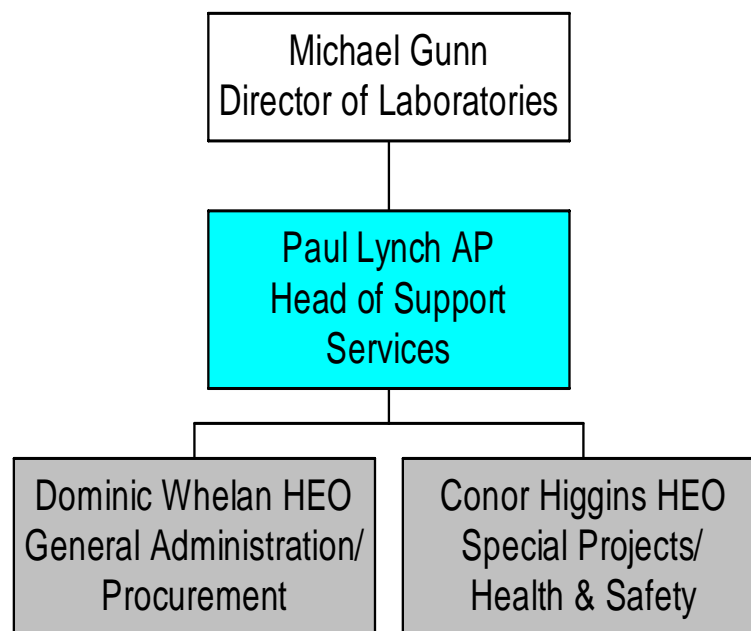 Michael Gunn
Director of Laboratories
Paul Lynch AP
Head of Support
Services
Dominic Whelan HEO
General Administration/
Procurement
Conor Higgins HEO
Special Projects/
Health & Safety